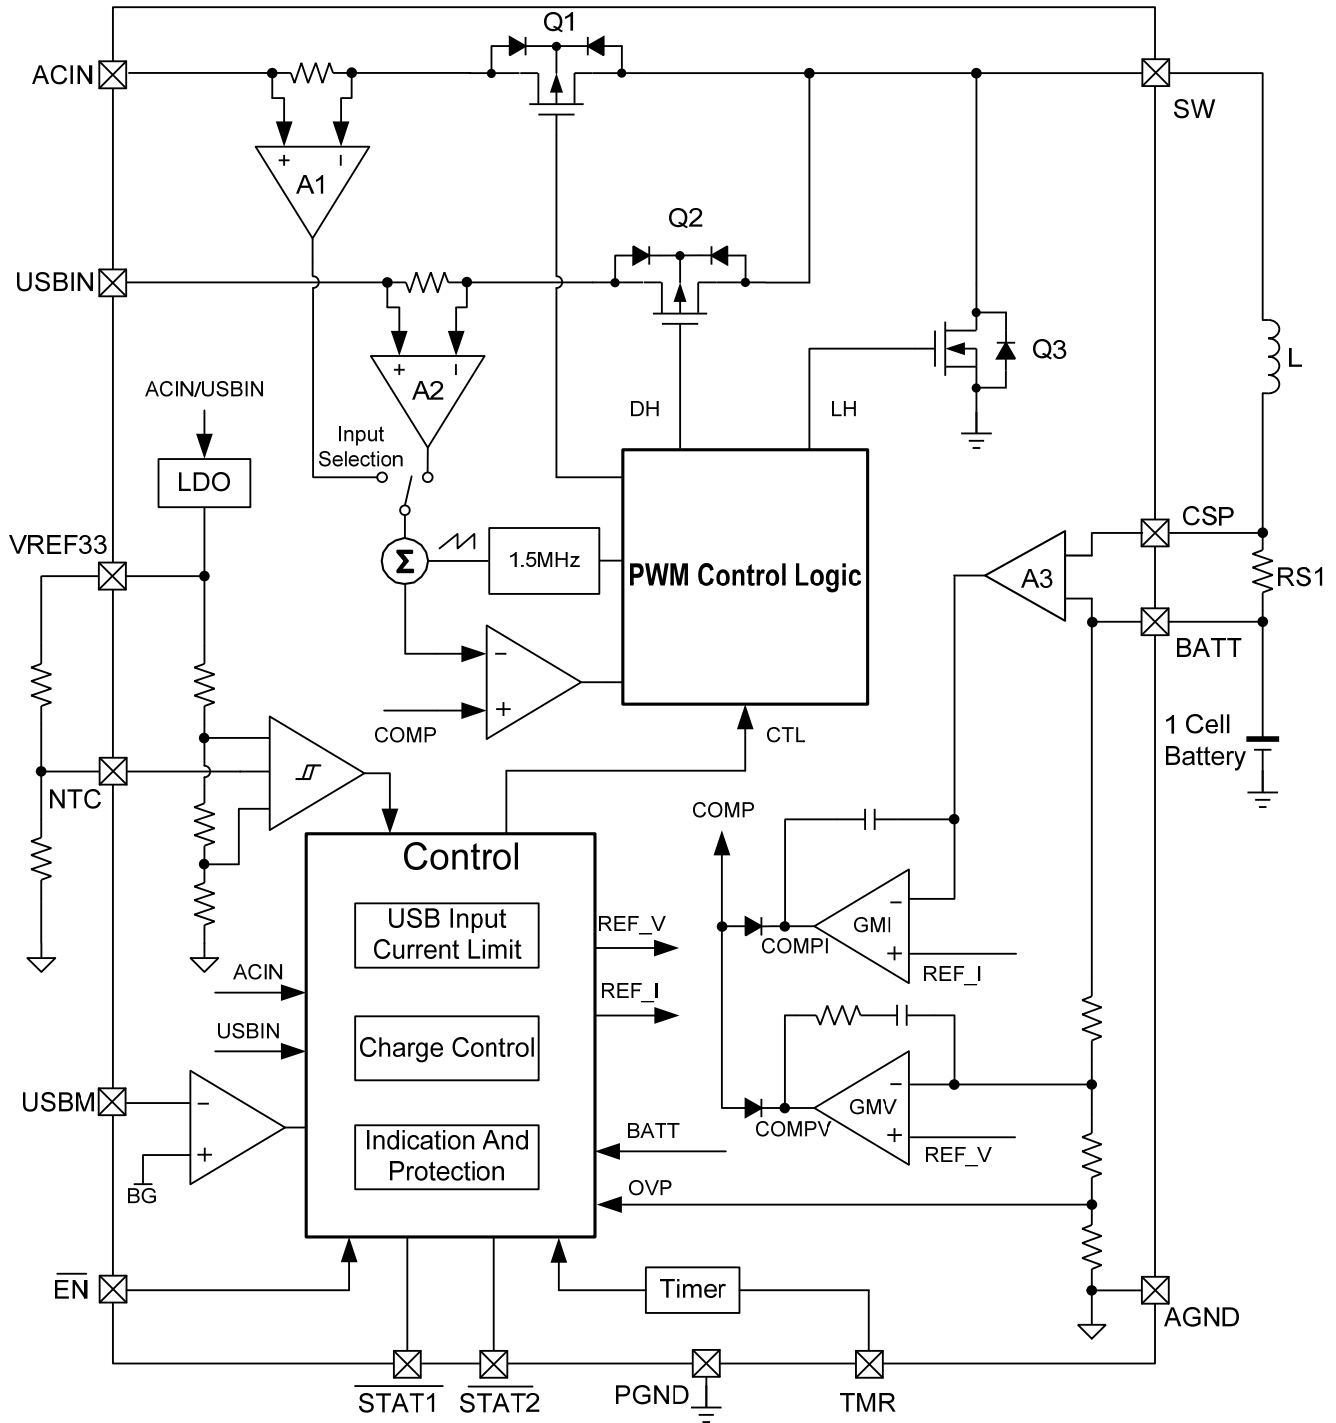 Q1
ACIN
SW
+
−
A1
Q2
USBIN
+
−
A2
Q3
L
ACIN/USBIN
DH
LH
Input
Selection
LDO
CSP
VREF33
Σ
1.5MHz
PWM Control Logic
A3
RS1
BATT
−
+
COMP
CTL
1 Cell
Battery
NTC
COMP
Control
USB Input
Current Limit
REF_V
−
GMI
COMPI
+
REF_I
ACIN
REF_I
USBIN
Charge Control
USBM
−
+
BG
−
GMV
COMPV
+
REF_V
Indication And
Protection
BATT
OVP
EN
Timer
AGND
STAT1
STAT2
PGND
TMR